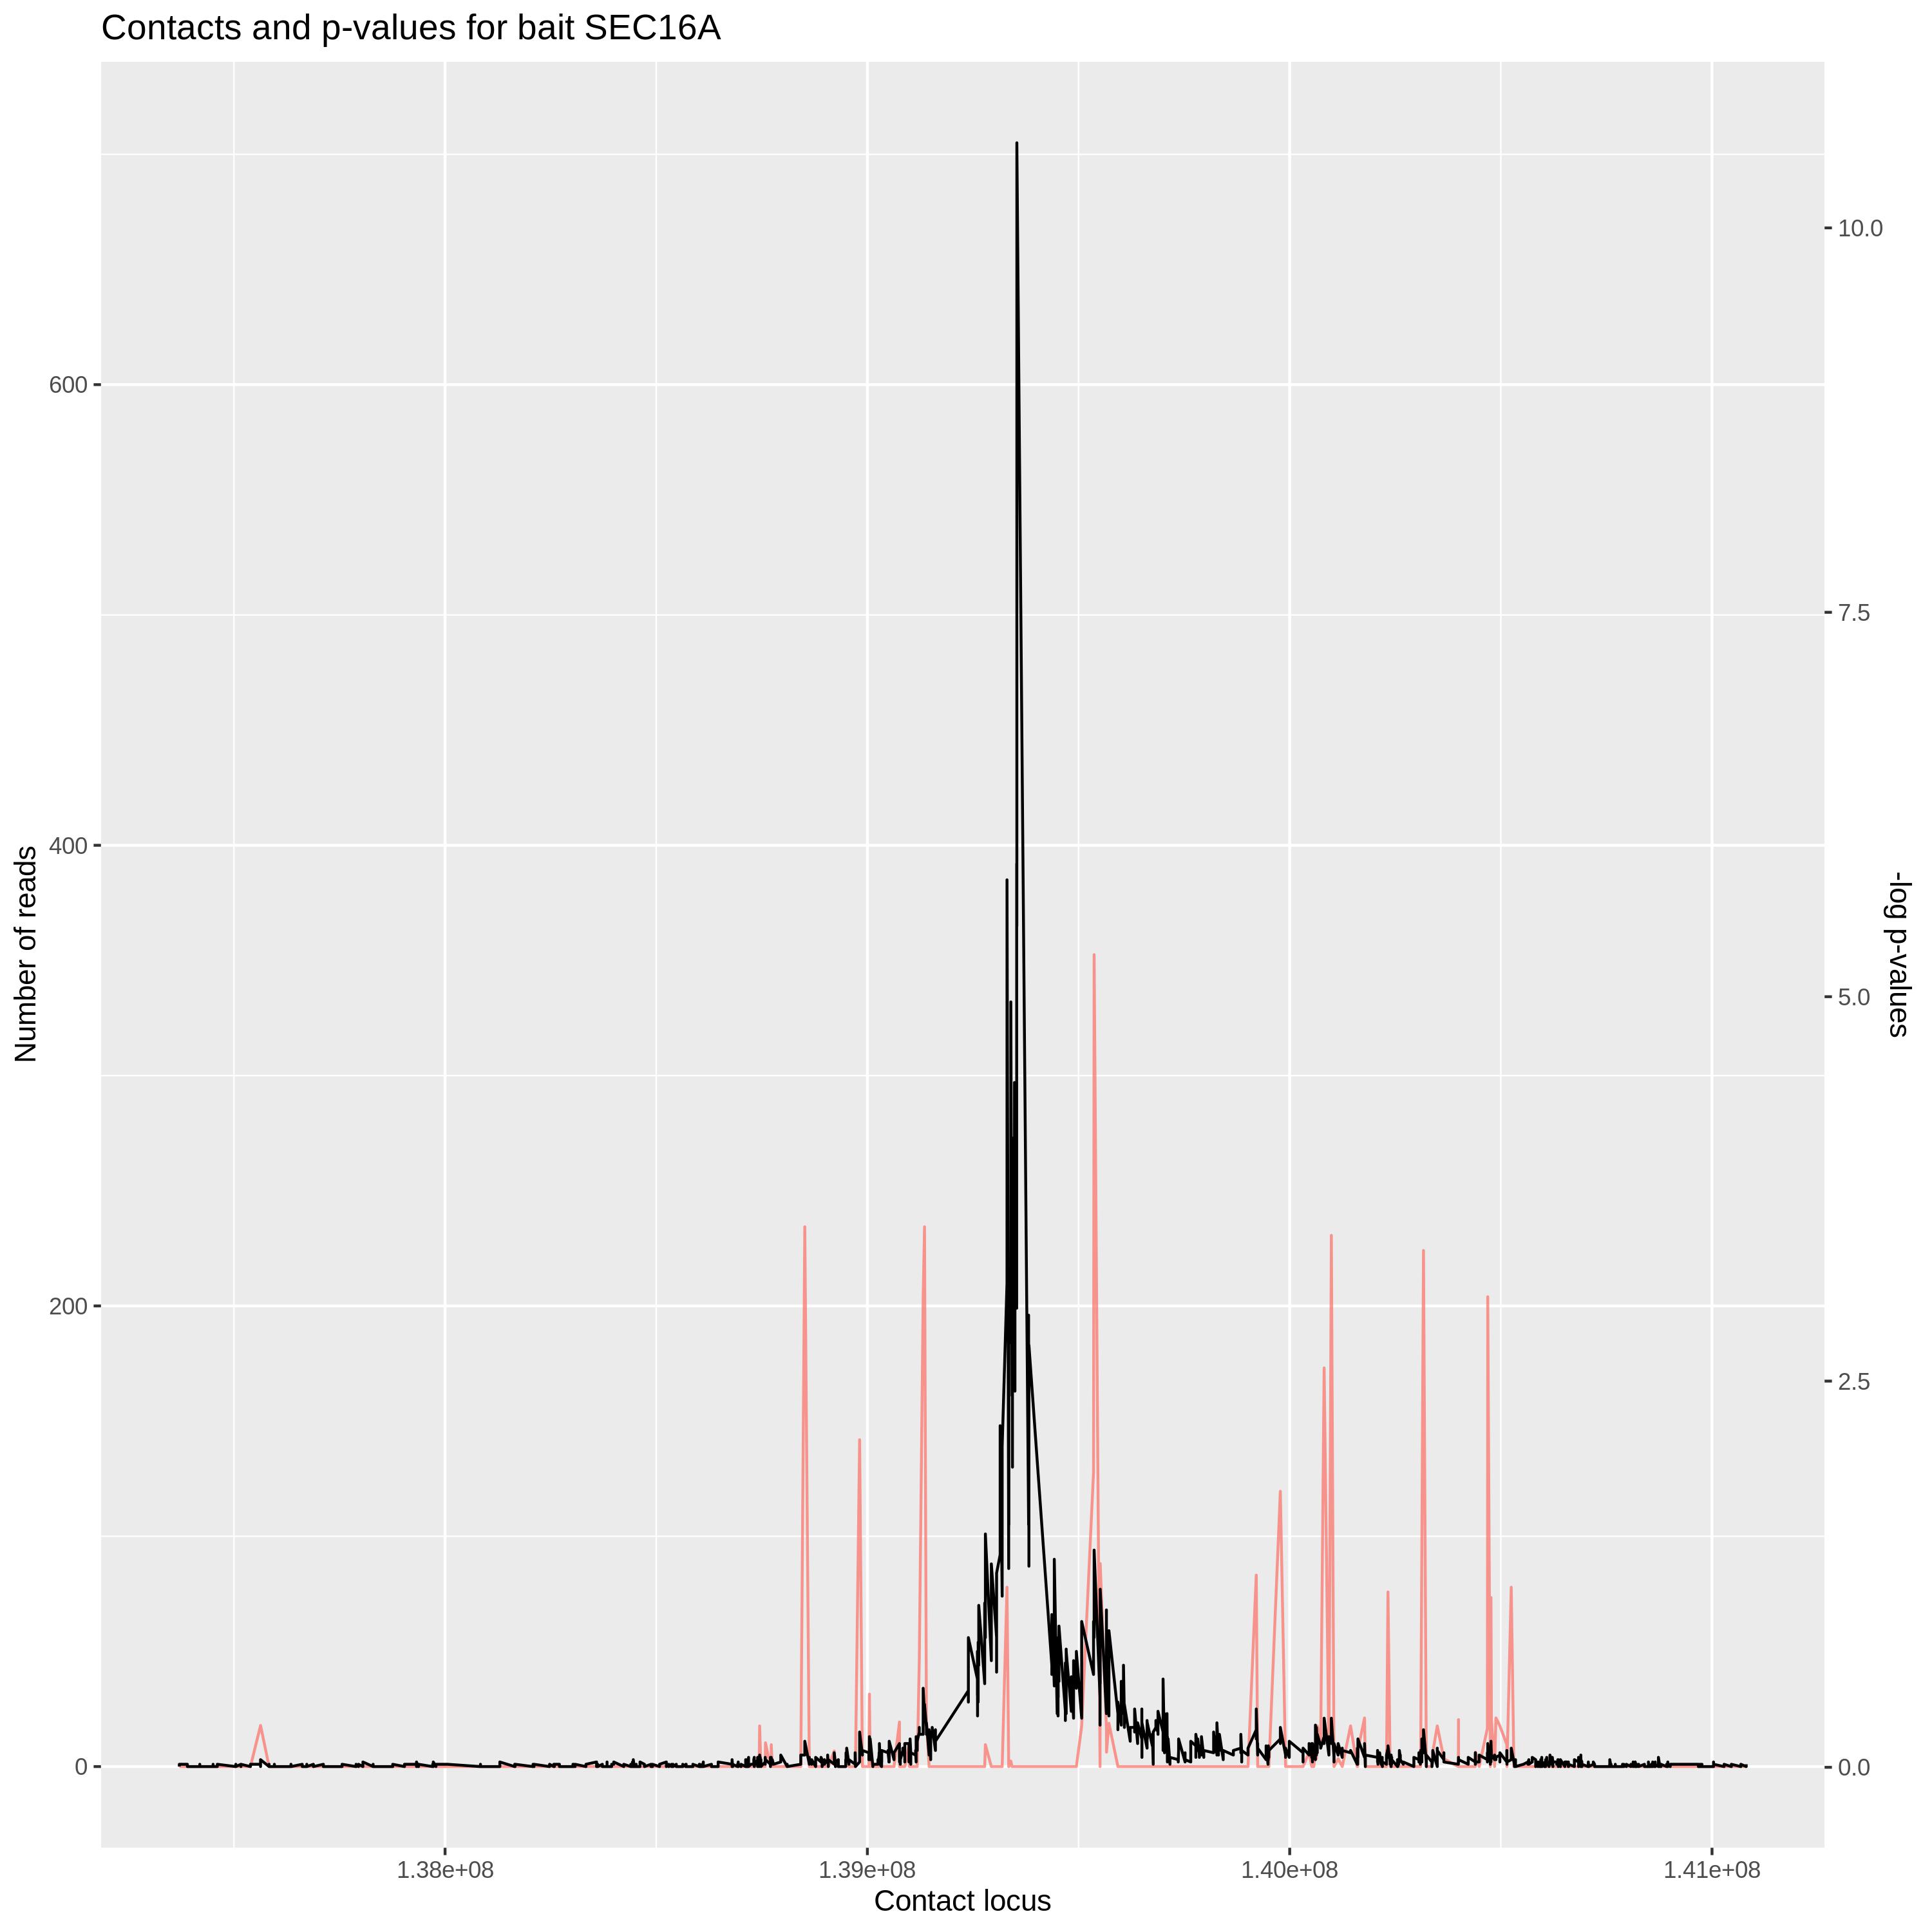 Contacts and p-values for bait SEC16A
Number of reads
600
400
200
0
10.0
7.5
5.0
2.5
0.0
-log p-values
1.38e+08
1.39e+08
1.40e+08
1.41e+08
Contact locus